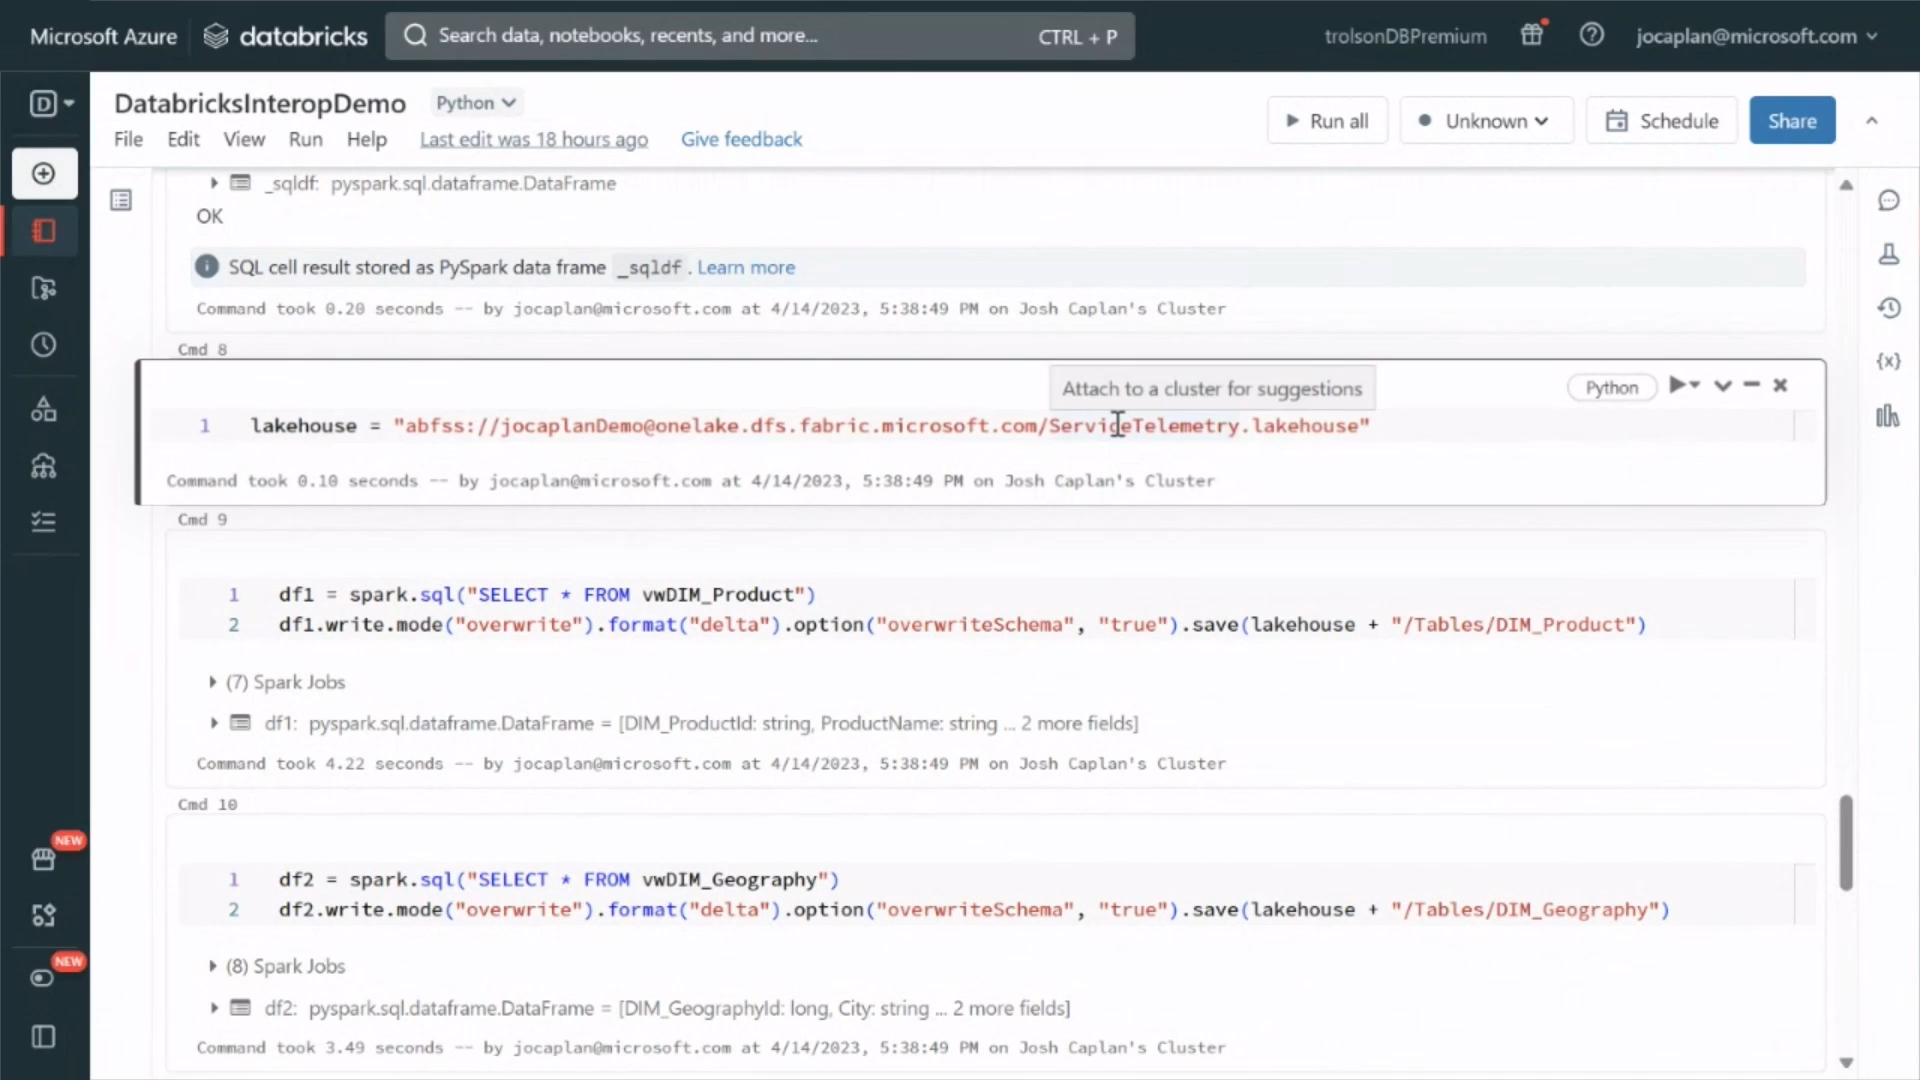 Microsoft Azure databricks Search data, notebooks, recents, and more... CTRL + P trolsonDBPremium jocaplan@microsoft.com
D
DatabricksInteropDemo Python
File Edit View Run Help Last edit was 18 hours ago Give feedback
Run all Unknown Schedule Share
_sqldf: pyspark.sql.dataframe.DataFrame
OK
SQL cell result stored as PySpark data frame _sqldf . Learn more
Command took 0.20 seconds -- by jocaplan@microsoft.com at 4/14/2023, 5:38:49 PM on Josh Caplan's Cluster
Cmd 8
Attach to a cluster for suggestions
Python
1 lakehouse = "abfss://jocaplanDemo@onelake.dfs.fabric.microsoft.com/ServiceTelemetry.lakehouse"
Command took 0.10 seconds -- by jocaplan@microsoft.com at 4/14/2023, 5:38:49 PM on Josh Caplan's Cluster
Cmd 9
1 df1 = spark.sql("SELECT * FROM vwDIM_Product")
2 df1.write.mode("overwrite").format("delta").option("overwriteSchema", "true").save(lakehouse + "/Tables/DIM_Product")
(7) Spark Jobs
df1: pyspark.sql.dataframe.DataFrame = [DIM_ProductId: string, ProductName: string ... 2 more fields]
Command took 4.22 seconds -- by jocaplan@microsoft.com at 4/14/2023, 5:38:49 PM on Josh Caplan's Cluster
Cmd 10
1 df2 = spark.sql("SELECT * FROM vwDIM_Geography")
2 df2.write.mode("overwrite").format("delta").option("overwriteSchema", "true").save(lakehouse + "/Tables/DIM_Geography")
(8) Spark Jobs
df2: pyspark.sql.dataframe.DataFrame = [DIM_GeographyId: long, City: string ... 2 more fields]
Command took 3.49 seconds -- by jocaplan@microsoft.com at 4/14/2023, 5:38:49 PM on Josh Caplan's Cluster
NEW
NEW
{x}